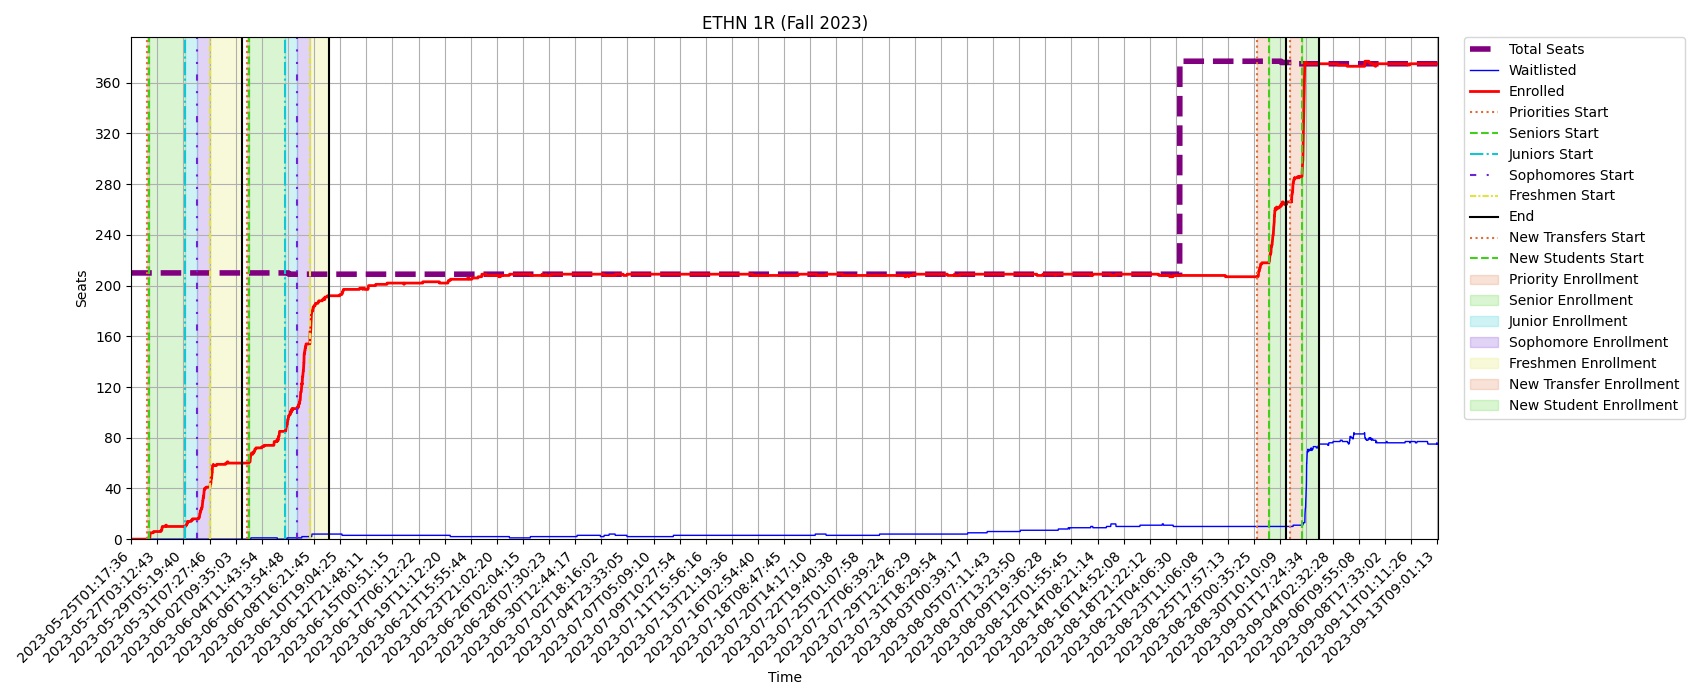 ETHN 1R (Fall 2023)
Seats
360
320
280
240
200
160
120
80
40
0
2023-05-25T01:17:36
2023-05-27T03:12:43
2023-05-29T05:19:40
2023-05-31T07:27:46
2023-06-02T09:35:03
2023-06-04T11:43:54
2023-06-06T13:54:48
2023-06-08T16:21:45
2023-06-10T19:04:25
2023-06-12T21:48:11
2023-06-15T00:51:15
2023-06-17T06:12:22
2023-06-19T11:12:20
2023-06-21T15:55:44
2023-06-23T21:02:20
2023-06-26T02:04:15
2023-06-28T07:30:23
2023-06-30T12:44:17
2023-07-02T18:16:02
2023-07-04T23:33:05
2023-07-07T05:09:10
2023-07-09T10:27:54
2023-07-11T15:56:16
2023-07-13T21:19:36
2023-07-16T02:54:40
2023-07-18T08:47:45
2023-07-20T14:17:10
2023-07-22T19:40:38
2023-07-25T01:07:58
2023-07-27T06:39:24
2023-07-29T12:26:29
2023-07-31T18:29:54
2023-08-03T00:39:17
2023-08-05T07:11:43
2023-08-07T13:23:50
2023-08-09T19:36:28
2023-08-12T01:55:45
2023-08-14T08:21:14
2023-08-16T14:52:08
2023-08-18T21:22:12
2023-08-21T04:06:30
2023-08-23T11:06:08
2023-08-25T17:57:13
2023-08-28T00:35:25
2023-08-30T10:10:09
2023-09-01T17:24:34
2023-09-04T02:32:28
2023-09-06T09:55:08
2023-09-08T17:33:02
2023-09-11T01:11:26
2023-09-13T09:01:13
Time
Total Seats
Waitlisted
Enrolled
Priorities Start
Seniors Start
Juniors Start
Sophomores Start
Freshmen Start
End
New Transfers Start
New Students Start
Priority Enrollment
Senior Enrollment
Junior Enrollment
Sophomore Enrollment
Freshmen Enrollment
New Transfer Enrollment
New Student Enrollment